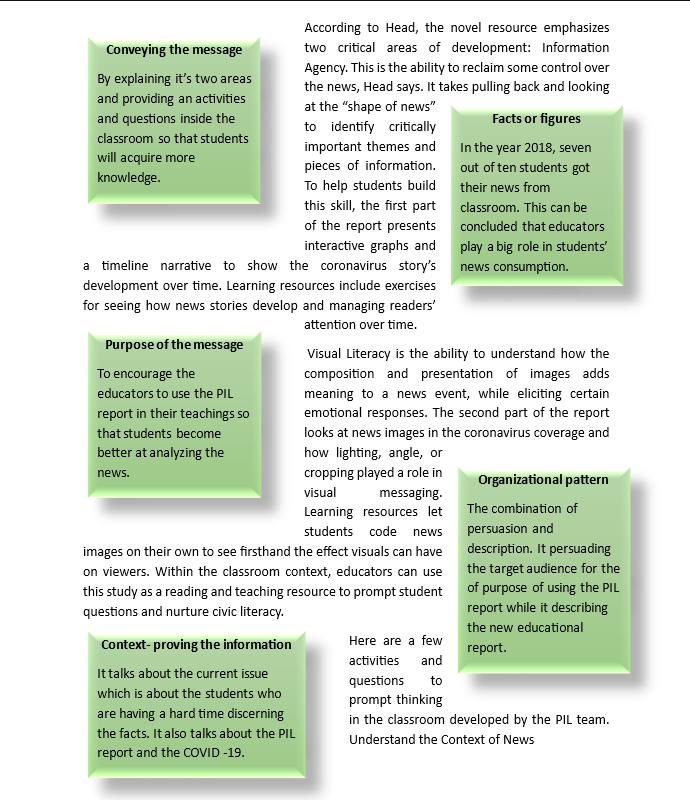 According to Head, the novel resource emphasizes
two critical areas of development: Information
Agency. This is the ability to reclaim some control over
the news, Head says. It takes pulling back and looking
at the “shape of news”
to identify critically
important themes and
pieces of information.
To help students build
this skill, the first part
of the report presents
interactive graphs and
a timeline narrative to show the coronavirus story’s
development over time. Learning resources include exercises
for seeing how news stories develop and managing readers’
attention over time.
Conveying the message
By explaining it’s two areas
and providing an activities
and questions inside the
classroom so that students
will acquire more
knowledge.
Facts or figures
In the year 2018, seven
out of ten students got
their news from
classroom. This can be
concluded that educators
play a big role in students’
news consumption.
Purpose of the message
To encourage the
educators to use the PIL
report in their teachings so
that students become
better at analyzing the
news.
Visual Literacy is the ability to understand how the
composition and presentation of images adds
meaning to a news event, while eliciting certain
emotional responses. The second part of the report
looks at news images in the coronavirus coverage and
how lighting, angle, or
cropping played a role in
visual messaging.
Learning resources let
students code news
images on their own to see firsthand the effect visuals can have
on viewers. Within the classroom context, educators can use
this study as a reading and teaching resource to prompt student
questions and nurture civic literacy.
Organizational pattern
The combination of
persuasion and
description. It persuading
the target audience for the
of purpose of using the PIL
report while it describing
the new educational
report.
Context- proving the information
It talks about the current issue
which is about the students who
are having a hard time discerning
the facts. It also talks about the PIL
report and the COVID -19.
Here are a few
activities and
questions to
prompt thinking
in the classroom developed by the PIL team.
Understand the Context of News